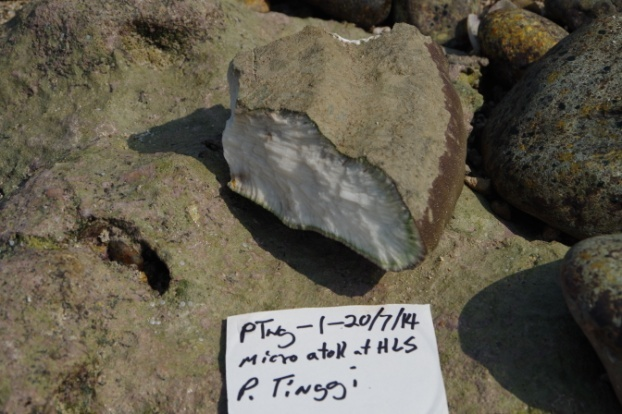 PTng-1-20/7/14
Micro atoll at HLS
P. Tinggi